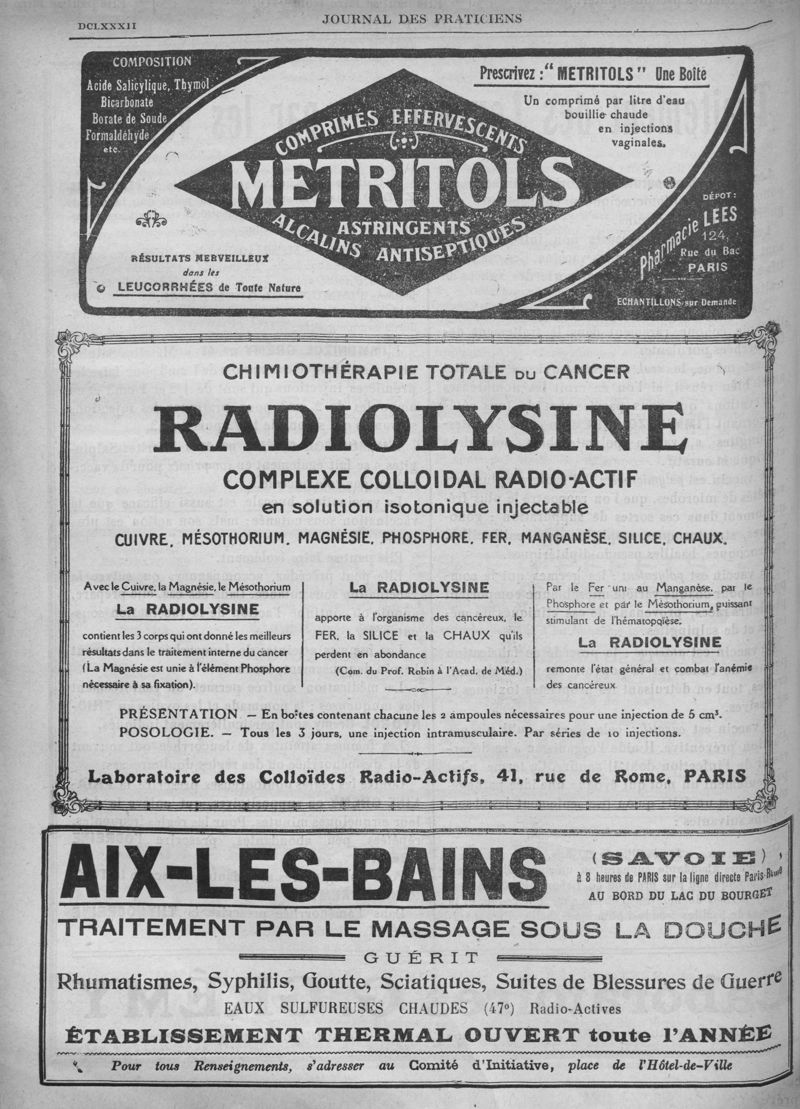 DCLXXXII
JOURNAL DES PRATICIENS
COMPOSITION
Acide Salicylique, Thymol
Bicarbonate
Borate de Soude
Formaldéhyde
etc.
Prescrivez : "METRITOLS" Une Boîte
Un comprimé par litre d'eau
bouillie chaude
en injections
vaginales.
COMPRIMÉS EFFERVESCENTS
METRITOLS
ASTRINGENTS
ALCALINS ANTISEPTIQUES
RÉSULTATS MERVEILLEUX
dans les
LEUCORRHÉES de Toute Nature
DÉPOT :
Pharmacie LEES
124,
Rue du Bac
PARIS
ECHANTILLONS sur Demande
CHIMIOTHÉRAPIE TOTALE DU CANCER
RADIOLYSINE
COMPLEXE COLLOIDAL RADIO-ACTIF
en solution isotonique injectable
CUIVRE, MÉSOTHORIUM, MAGNÉSIE, PHOSPHORE, FER, MANGANÈSE, SILICE, CHAUX,
Avec le Cuivre, la Magnésie, le Mésothorium
La RADIOLYSINE
contient les 3 corps qui ont donné les meilleurs
résultats dans le traitement interne du cancer
(La Magnésie est unie à l'élément Phosphore
nécessaire à sa fixation).
La RADIOLYSINE
apporte à l'organisme des cancéreux, le
FER, la SILICE et la CHAUX qu'ils
perdent en abondance
(Com. du Prof. Robin à l'Acad. de Méd.)
Par le Fer uni au Manganèse, par le
Phosphore et par le Mésothorium, puissant
stimulant de l'hématopoïèse.
La RADIOLYSINE
remonte l'état général et combat l'anémie
des cancéreux
PRÉSENTATION — En boîtes contenant chacune les 2 ampoules nécessaires pour une injection de 5 cm³.
POSOLOGIE. — Tous les 3 jours, une injection intramusculaire. Par séries de 10 injections.
Laboratoire des Colloïdes Radio-Actifs, 41, rue de Rome, PARIS
AIX-LES-BAINS
(SAVOIE)
à 8 heures de PARIS sur la ligne directe Paris-Rome
AU BORD DU LAC DU BOURGET
TRAITEMENT PAR LE MASSAGE SOUS LA DOUCHE
GUÉRIT
Rhumatismes, Syphilis, Goutte, Sciatiques, Suites de Blessures de Guerre
EAUX SULFUREUSES CHAUDES (47º) Radio-Actives
ÉTABLISSEMENT THERMAL OUVERT toute l'ANNÉE
Pour tous Renseignements, s'adresser au Comité d'Initiative, place de l'Hôtel-de-Ville